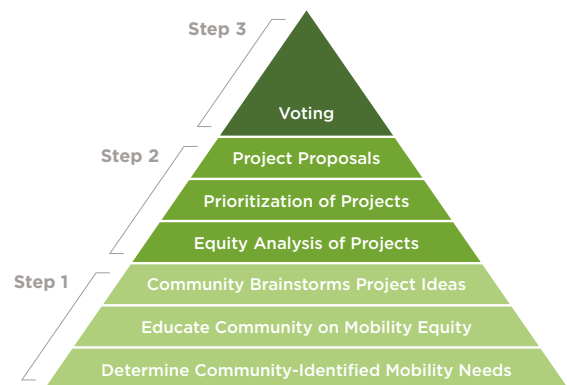 Step 3
Voting
Step 2
Project Proposals
Prioritization of Projects
Equity Analysis of Projects
Step 1
Community Brainstorms Project Ideas
Educate Community on Mobility Equity
Determine Community-Identified Mobility Needs